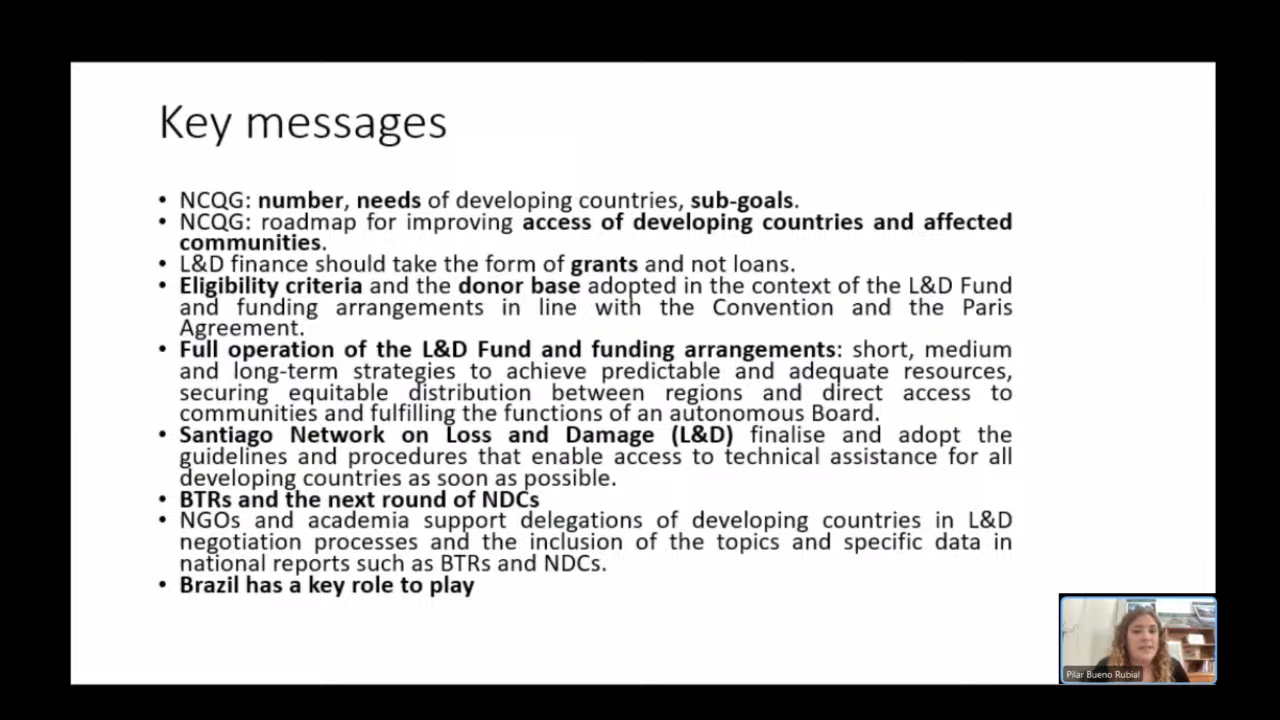 Key messages
• NCQG: number, needs of developing countries, sub-goals.
• NCQG: roadmap for improving access of developing countries and affected
communities.
• L&D finance should take the form of grants and not loans.
• Eligibility criteria and the donor base adopted in the context of the L&D Fund
and funding arrangements in line with the Convention and the Paris
Agreement.
• Full operation of the L&D Fund and funding arrangements: short, medium
and long-term strategies to achieve predictable and adequate resources,
securing equitable distribution between regions and direct access to
communities and fulfilling the functions of an autonomous Board.
• Santiago Network on Loss and Damage (L&D) finalise and adopt the
guidelines and procedures that enable access to technical assistance for all
developing countries as soon as possible.
• BTRs and the next round of NDCs
• NGOs and academia support delegations of developing countries in L&D
negotiation processes and the inclusion of the topics and specific data in
national reports such as BTRs and NDCs.
• Brazil has a key role to play
Pilar Bueno Rubial